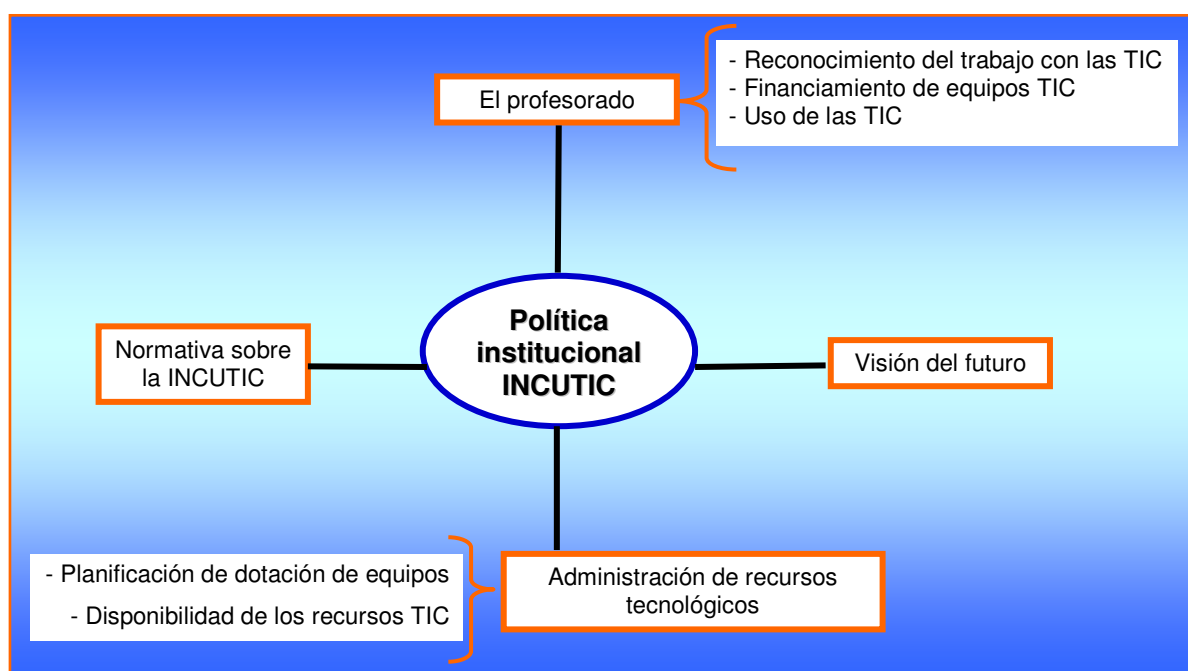 - Reconocimiento del trabajo con las TIC
- Financiamiento de equipos TIC
- Uso de las TIC
El profesorado
Política
institucional
INCUTIC
Normativa sobre
la INCUTIC
Visión del futuro
- Planificación de dotación de equipos
- Disponibilidad de los recursos TIC
Administración de recursos
tecnológicos